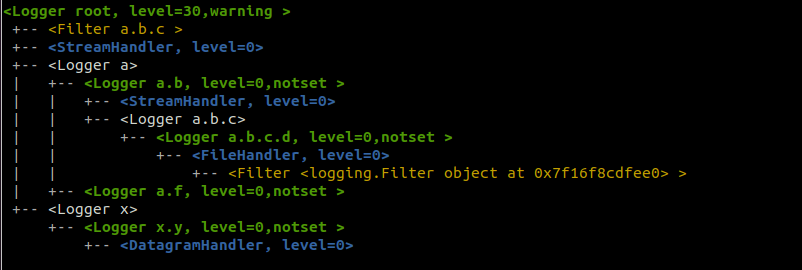 <Logger root, level=30,warning >
 +-- <Filter a.b.c >
 +-- <StreamHandler, level=0>
 +-- <Logger a>
 |   +-- <Logger a.b, level=0,notset >
 |   |   +-- <StreamHandler, level=0>
 |   |   +-- <Logger a.b.c>
 |   |       +-- <Logger a.b.c.d, level=0,notset >
 |   |           +-- <FileHandler, level=0>
 |   |               +-- <Filter <logging.Filter object at 0x7f16f8cdfee0> >
 |   +-- <Logger a.f, level=0,notset >
 +-- <Logger x>
     +-- <Logger x.y, level=0,notset >
         +-- <DatagramHandler, level=0>